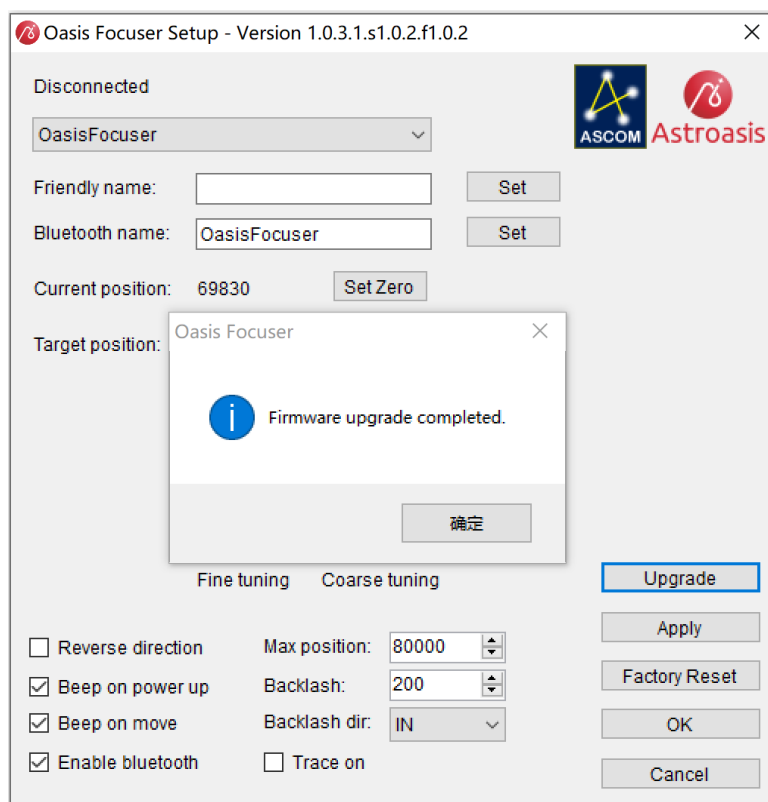 Oasis Focuser Setup - Version 1.0.3.1.s1.0.2.f1.0.2
Disconnected
ASCOM
Astroasis
OasisFocuser
Friendly name:
Set
Bluetooth name:
OasisFocuser
Set
Current position:
69830
Set Zero
Target position:
Oasis Focuser
Firmware upgrade completed.
确定
Fine tuning
Coarse tuning
Upgrade
Apply
Factory Reset
OK
Cancel
Reverse direction
Max position:
80000
Beep on power up
Backlash:
200
Beep on move
Backlash dir:
IN
Enable bluetooth
Trace on